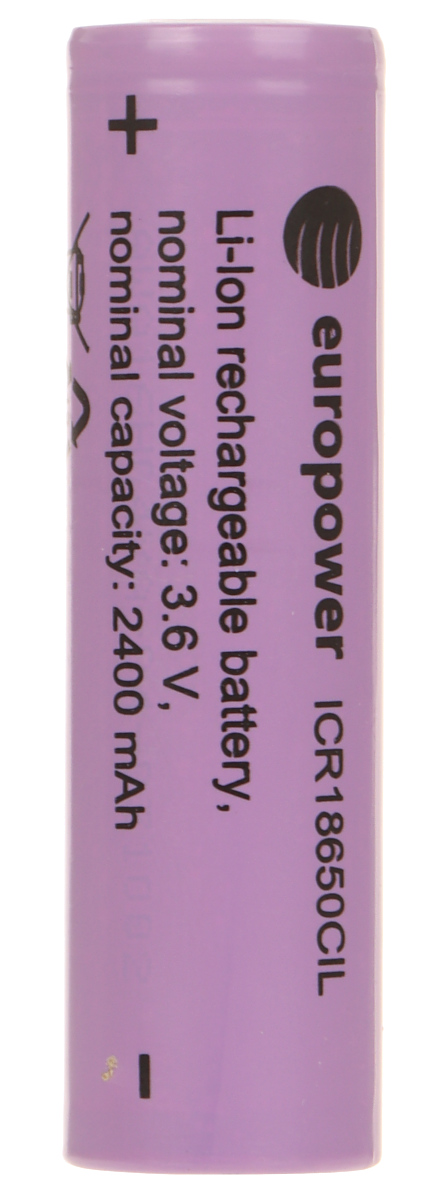 europower ICR18650CIL
Li-Ion rechargeable battery,
nominal voltage: 3.6 V,
nominal capacity: 2400 mAh
+
-